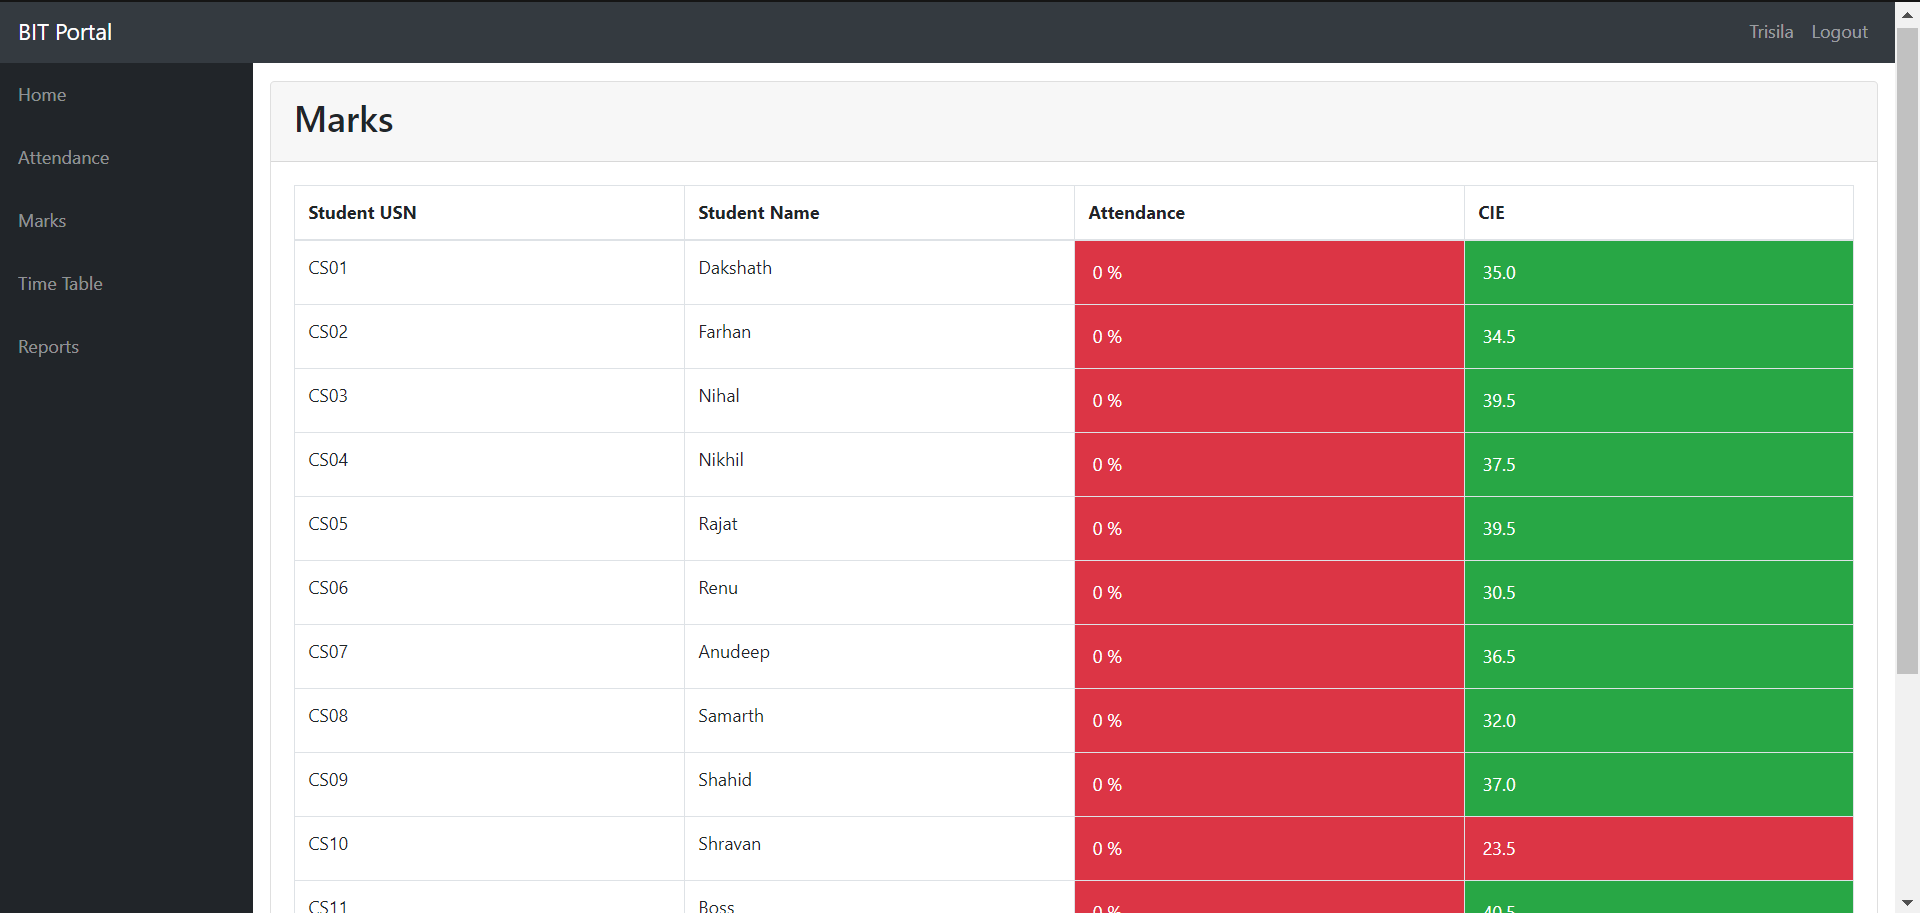 BIT Portal
Trisila Logout
Home
Attendance
Marks
Time Table
Reports
Marks
Student USN Student Name Attendance CIE
CS01 Dakshath 0 % 35.0
CS02 Farhan 0 % 34.5
CS03 Nihal 0 % 39.5
CS04 Nikhil 0 % 37.5
CS05 Rajat 0 % 39.5
CS06 Renu 0 % 30.5
CS07 Anudeep 0 % 36.5
CS08 Samarth 0 % 32.0
CS09 Shahid 0 % 37.0
CS10 Shravan 0 % 23.5
CS11 Boss 0 % 40.5